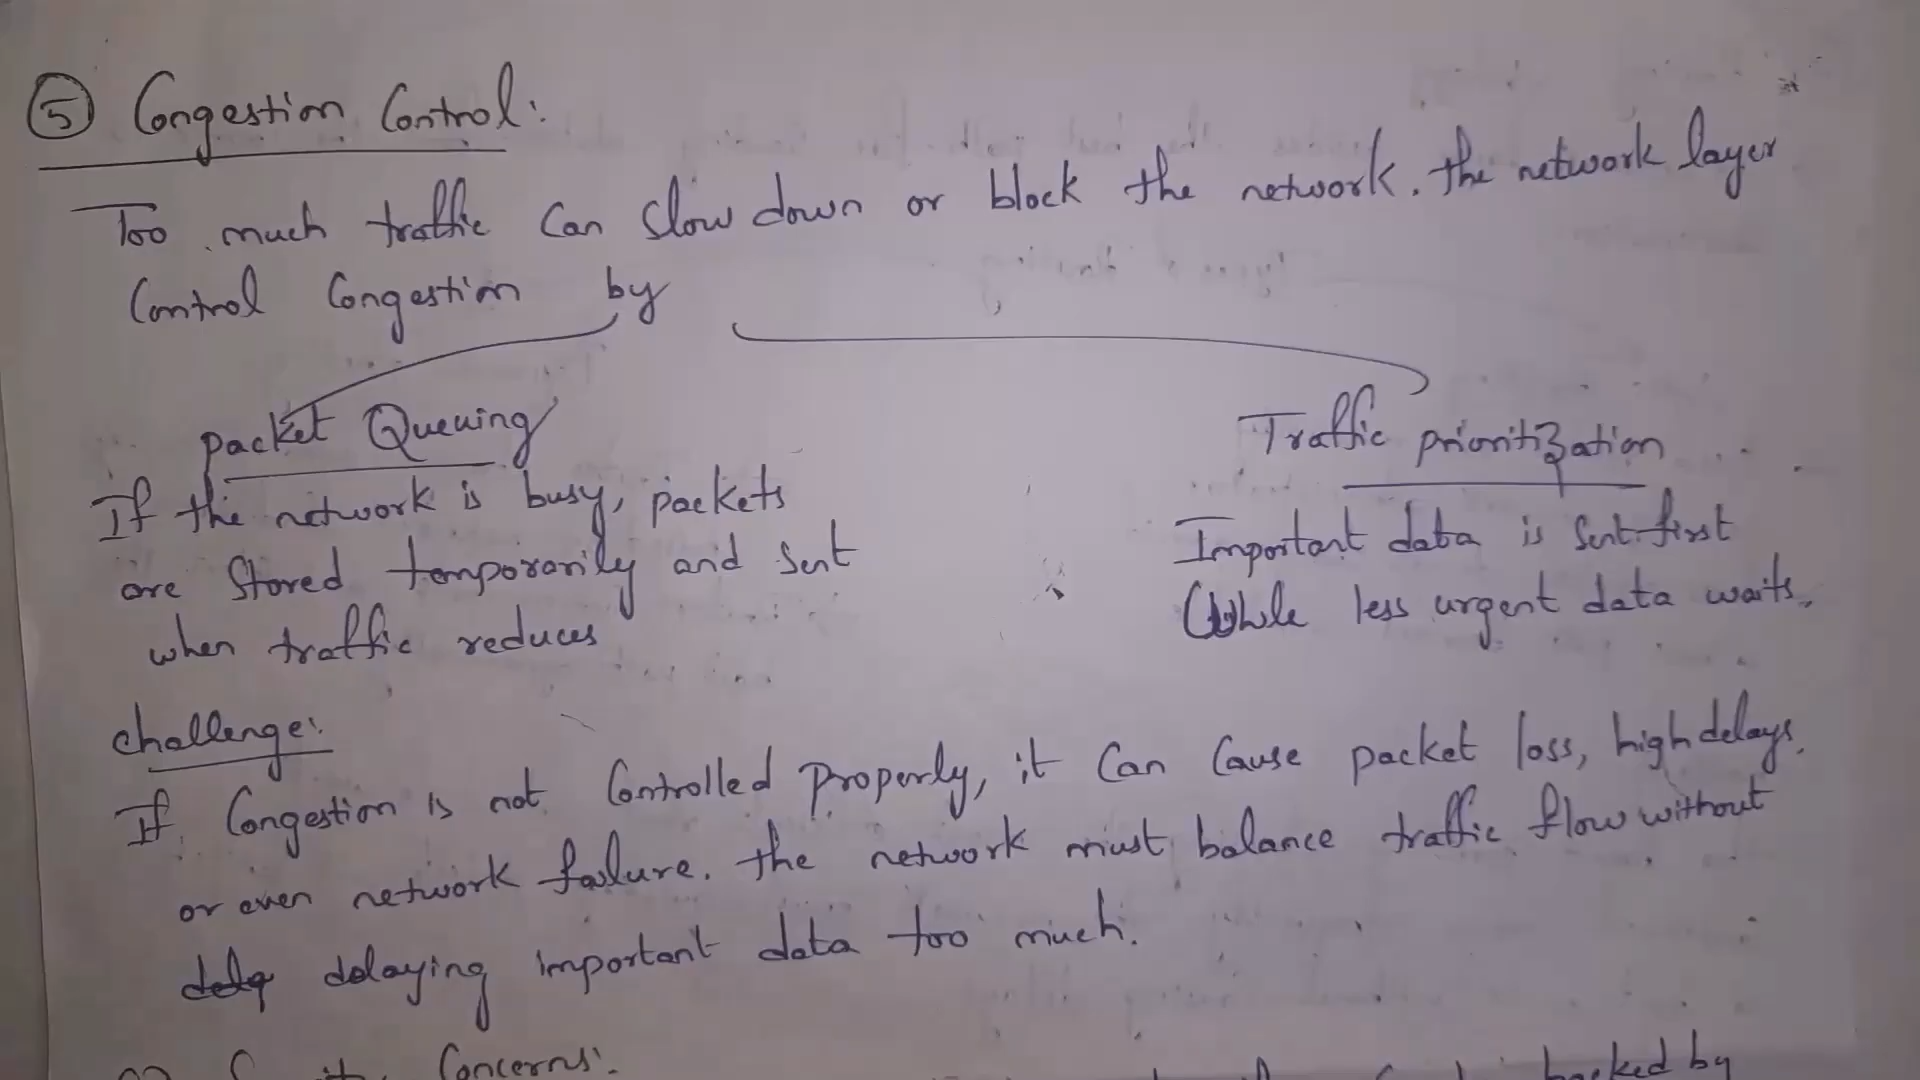 5 Congestion Control:
Too much traffic can slow down or block the network. the network layer
Control Congestion by
packet Queuing
If the network is busy, packets
are stored temporarily and sent
when traffic reduces
Traffic prioritization
Important data is sent first
While less urgent data waits.
challenge:
If Congestion is not Controlled properly, it can cause packet loss, high delays,
or even network failure. the network must balance traffic flow without
delaying important data too much.
Concerns:
hacked by